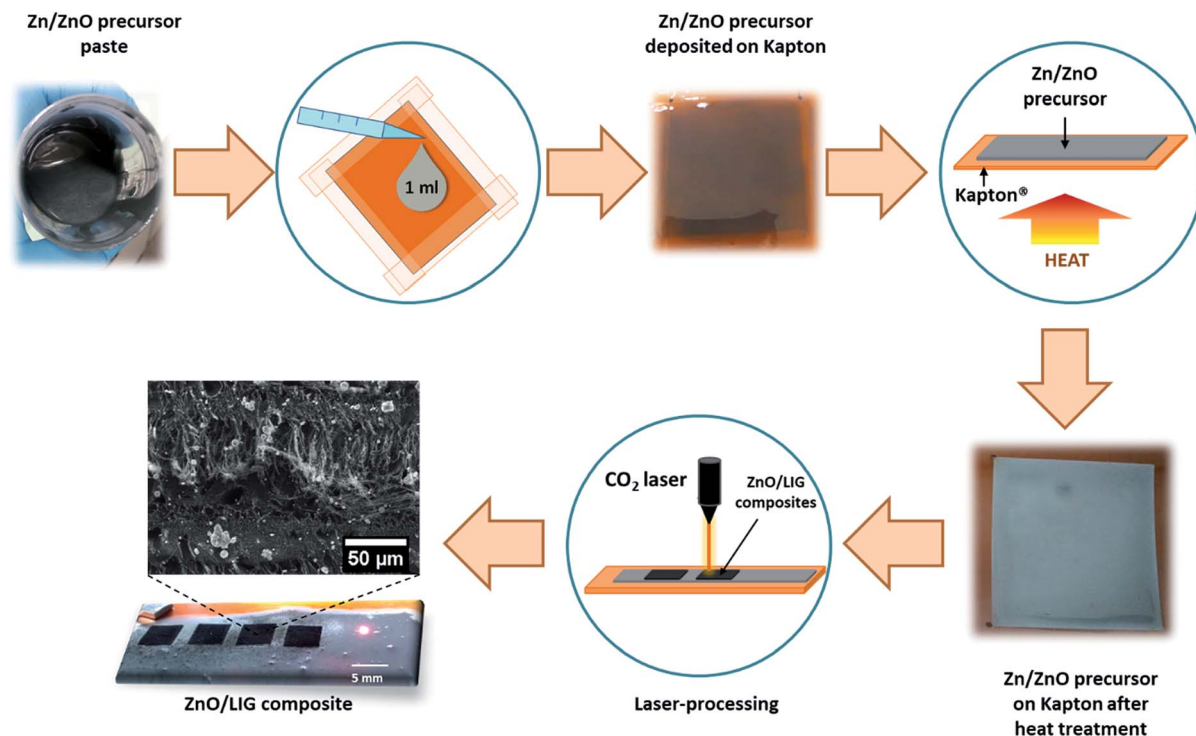 Zn/ZnO precursor
paste
1 ml
Zn/ZnO precursor
deposited on Kapton
Zn/ZnO
precursor
Kapton®
HEAT
Zn/ZnO precursor
on Kapton after
heat treatment
CO₂ laser
ZnO/LIG
composites
Laser-processing
50 µm
5 mm
ZnO/LIG composite